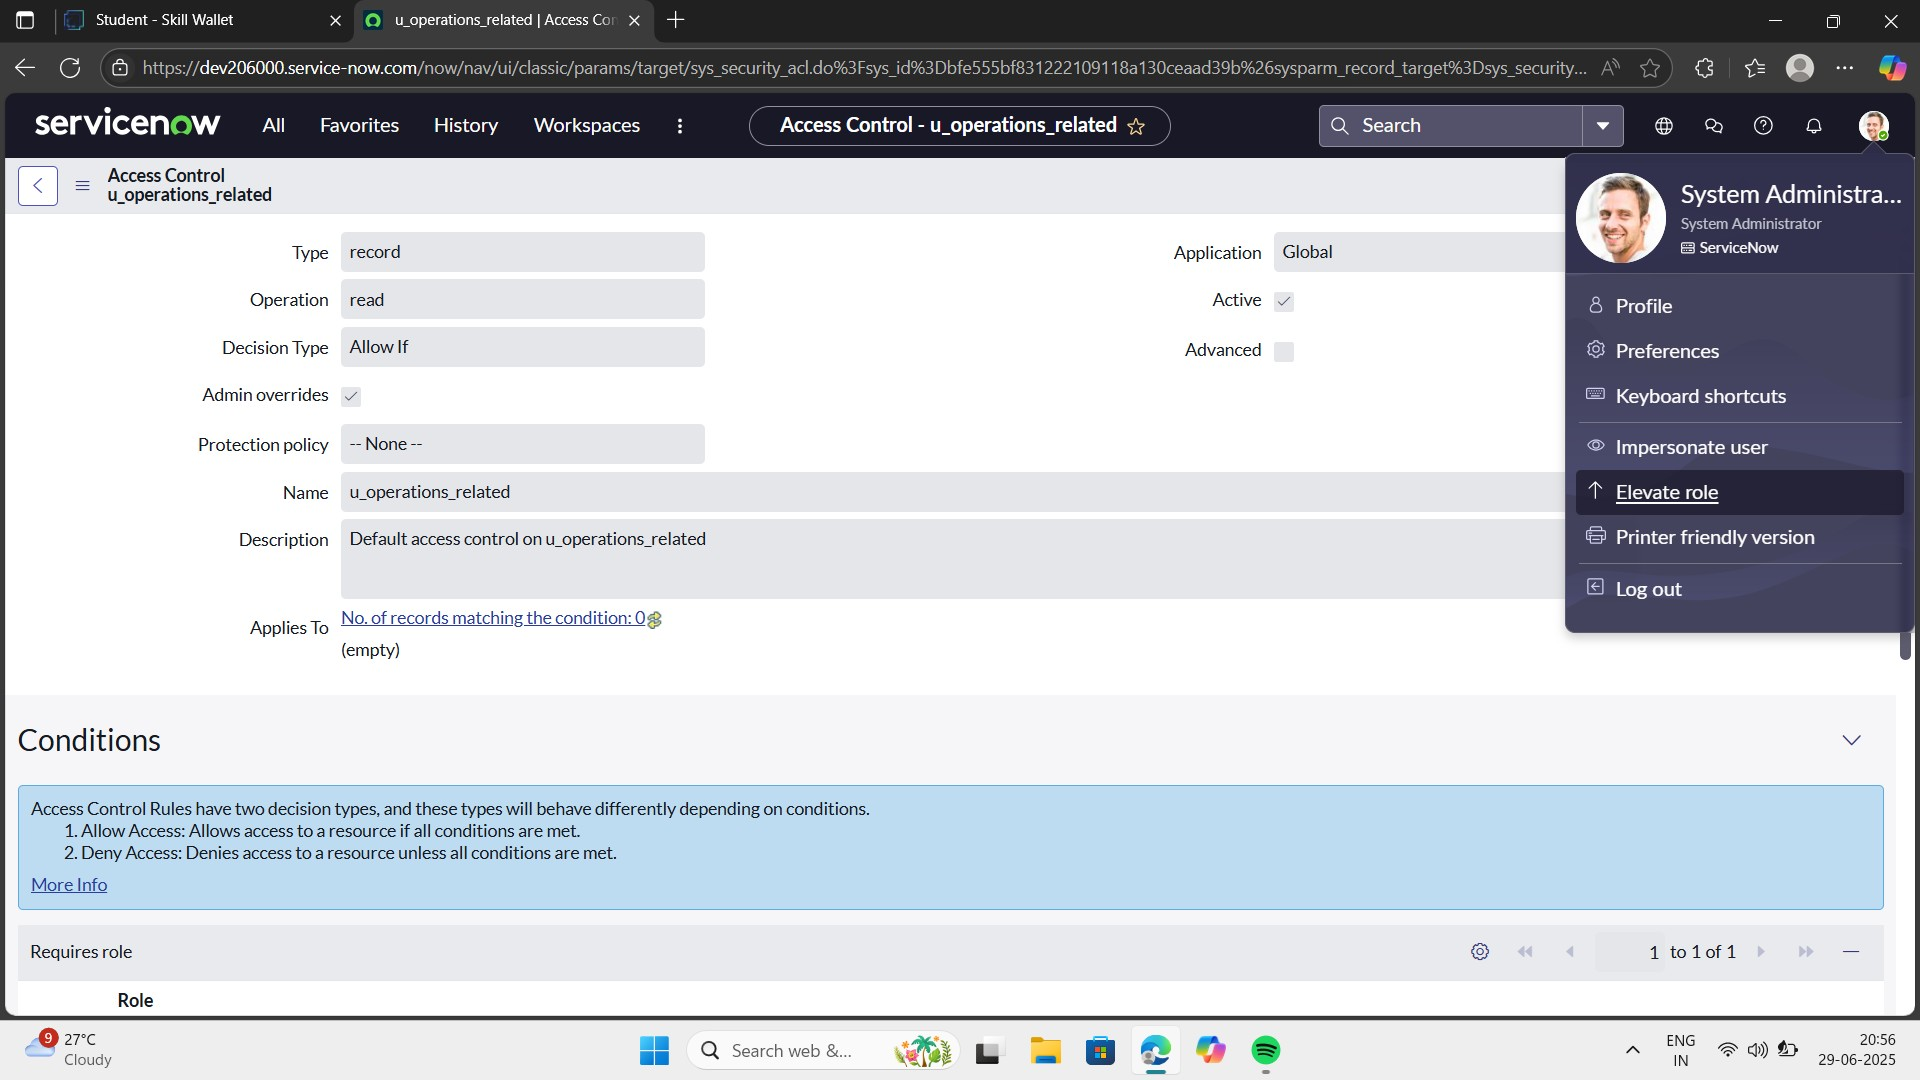 Student - Skill Wallet
u_operations_related | Access Con
https://dev206000.service-now.com/now/nav/ui/classic/params/target/sys_security_acl.do%3Fsys_id%3Dbfe555bf831222109118a130ceaad39b%26sysparm_record_target%3Dsys_security...
servicenow
All
Favorites
History
Workspaces
Access Control - u_operations_related
Search
Access Control
u_operations_related
Type
record
Application
Global
Operation
read
Active
Decision Type
Allow If
Advanced
Admin overrides
Protection policy
-- None --
Name
u_operations_related
Description
Default access control on u_operations_related
Applies To
No. of records matching the condition: 0
(empty)
System Administra...
System Administrator
ServiceNow
Profile
Preferences
Keyboard shortcuts
Impersonate user
Elevate role
Printer friendly version
Log out
Conditions
Access Control Rules have two decision types, and these types will behave differently depending on conditions.
1. Allow Access: Allows access to a resource if all conditions are met.
2. Deny Access: Denies access to a resource unless all conditions are met.
More Info
Requires role
1 to 1 of 1
Role
9
27°C
Cloudy
Search web &...
ENG
IN
20:56
29-06-2025